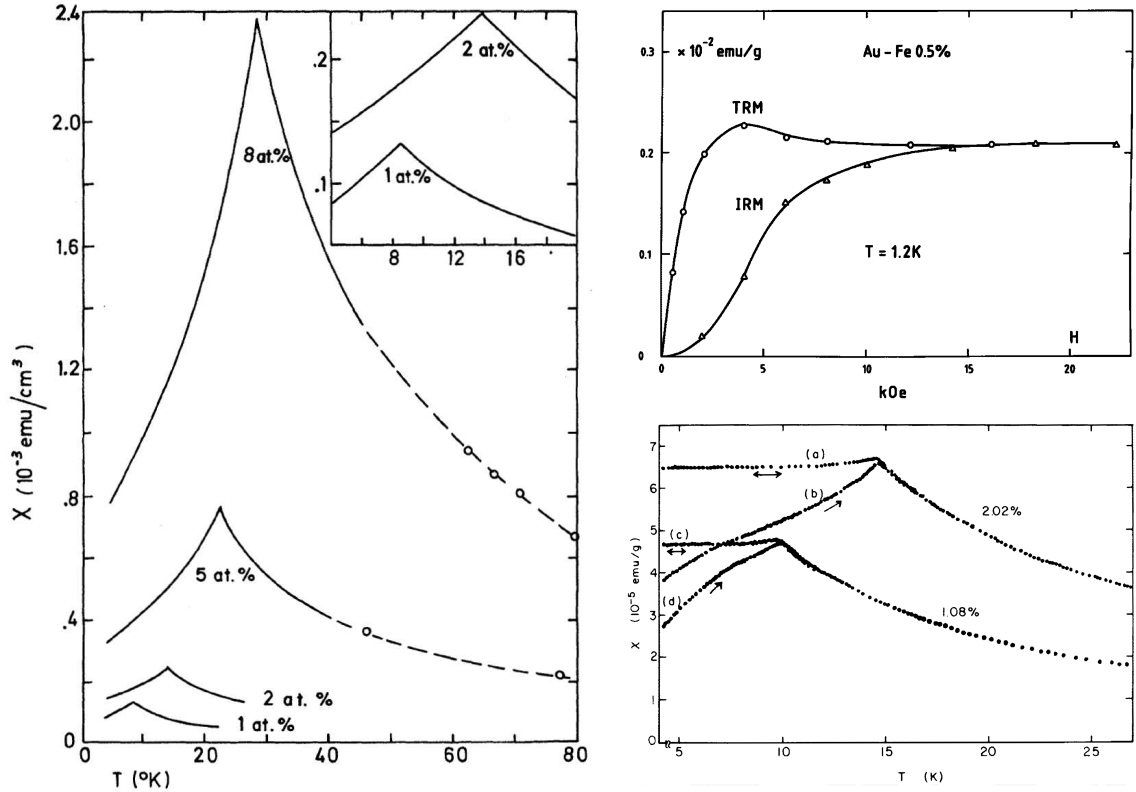 2.4
2.0
1.6
1.2
.8
.4
0
χ (10⁻³ emu/cm³)
8 at.%
5 at.%
2 at.%
1 at.%
0 20 40 60 80
T (°K)
.2
.1
2 at.%
1 at.%
8 12 16
0.3
0.2
0.1
0
× 10⁻² emu/g
Au – Fe 0.5%
TRM
IRM
T = 1.2K
H
0 5 10 15 20
kOe
7
6
5
4
3
2
1
0
χ (10⁻⁵ emu/g)
(a)
(b)
2.02%
(c)
(d)
1.08%
5 10 15 20 25
T (K)